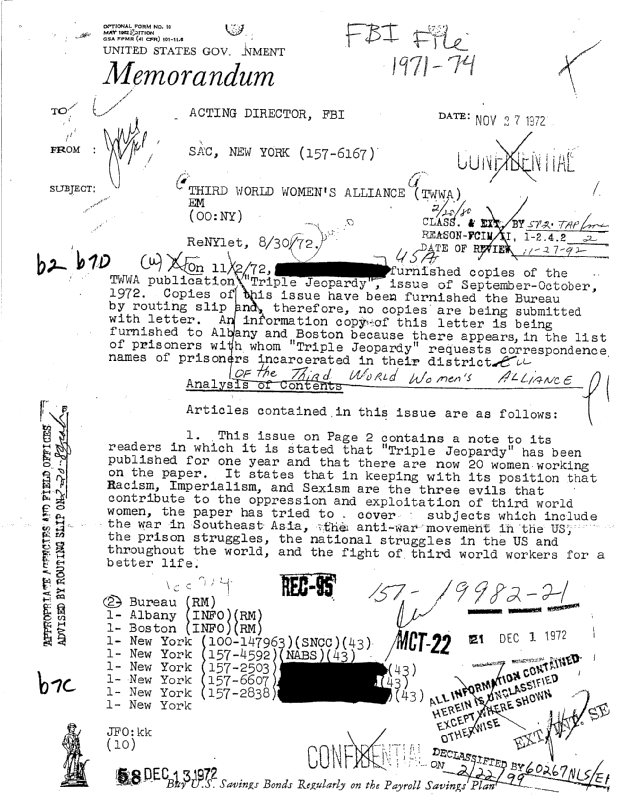 OPTIONAL FORM NO. 10
MAY 1962 EDITION
GSA FPMR (41 CFR) 101-11.6
UNITED STATES GOV NMENT
Memorandum
FBI File
1971-74
TO
ACTING DIRECTOR, FBI
DATE: NOV 27 1972
FROM :
SAC, NEW YORK (157-6167)
CONFIDENTIAL
SUBJECT:
THIRD WORLD WOMEN'S ALLIANCE (TWWA)
EM
(OO:NY)
2/20/80
CLASS. & EXT. BY
REASON-FCIM II, 1-2.4.2 2
DATE OF REVIEW 11-27-92
ReNYlet, 8/30/72.
b2 b7D
(u)
On 11/2/72, furnished copies of the
TWWA publication "Triple Jeopardy", issue of September-October,
1972. Copies of this issue have been furnished the Bureau
by routing slip and, therefore, no copies are being submitted
with letter. An information copy of this letter is being
furnished to Albany and Boston because there appears, in the list
of prisoners with whom "Triple Jeopardy" requests correspondence,
names of prisoners incarcerated in their district
OF the Third World Women's ALLIANCE
Analysis of Contents
Articles contained in this issue are as follows:
1. This issue on Page 2 contains a note to its
readers in which it is stated that "Triple Jeopardy" has been
published for one year and that there are now 20 women working
on the paper. It states that in keeping with its position that
Racism, Imperialism, and Sexism are the three evils that
contribute to the oppression and exploitation of third world
women, the paper has tried to cover subjects which include
the war in Southeast Asia, the anti-war movement in the US,
the prison struggles, the national struggles in the US and
throughout the world, and the fight of third world workers for a
better life.
APPROPRIATE AGENCIES AND FIELD OFFICES
ADVISED BY ROUTING SLIP ON
REC-95
157-19982-21
2- Bureau (RM)
1- Albany (INFO)(RM)
1- Boston (INFO)(RM)
1- New York (100-147963)(SNCC)(43)
1- New York (157-4592)(NABS)(43)
1- New York (157-2503) (43)
1- New York (157-6607) (43)
1- New York (157-2838) (43)
1- New York
MCT-22
21 DEC 1 1972
b7C
ALL INFORMATION CONTAINED
HEREIN IS UNCLASSIFIED
EXCEPT WHERE SHOWN
OTHERWISE
JFO:kk
(10)
CONFIDENTIAL
DECLASSIFIED BY 60267NLS/
ON 2/22/99
58 DEC 13 1972
Buy U.S. Savings Bonds Regularly on the Payroll Savings Plan